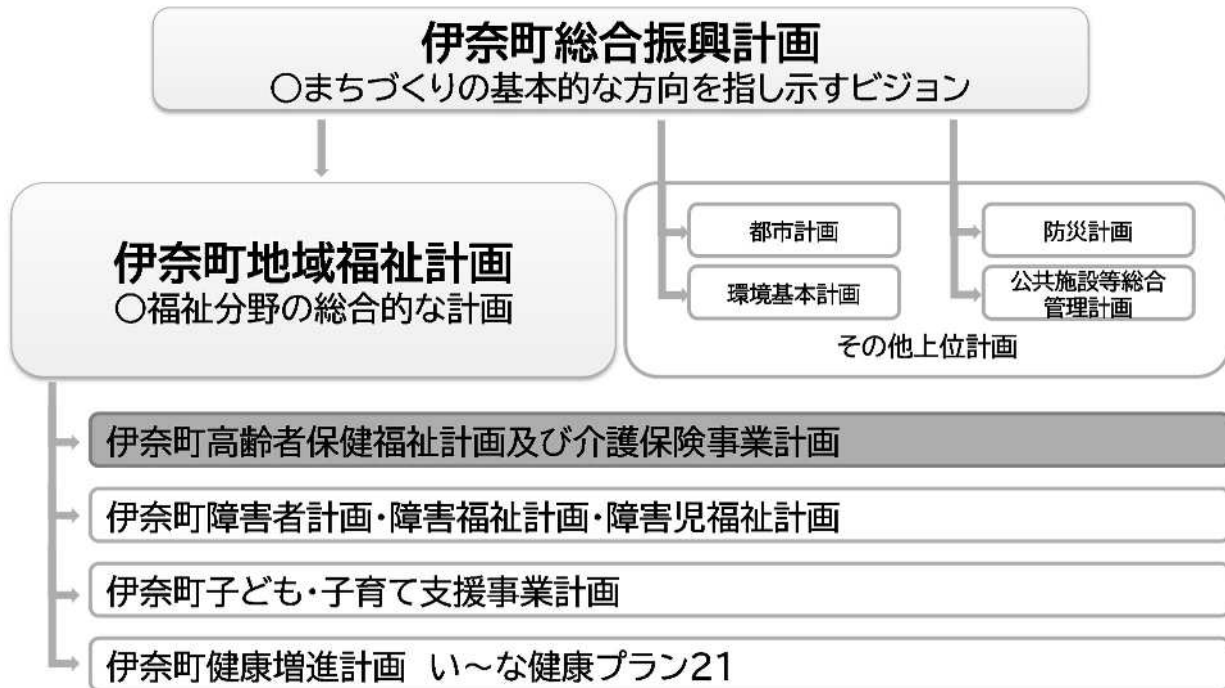 伊奈町総合振興計画
○まちづくりの基本的な方向を指し示すビジョン
伊奈町地域福祉計画
○福祉分野の総合的な計画
都市計画
防災計画
環境基本計画
公共施設等総合
管理計画
その他上位計画
伊奈町高齢者保健福祉計画及び介護保険事業計画
伊奈町障害者計画・障害福祉計画・障害児福祉計画
伊奈町子ども・子育て支援事業計画
伊奈町健康増進計画 い～な健康プラン21